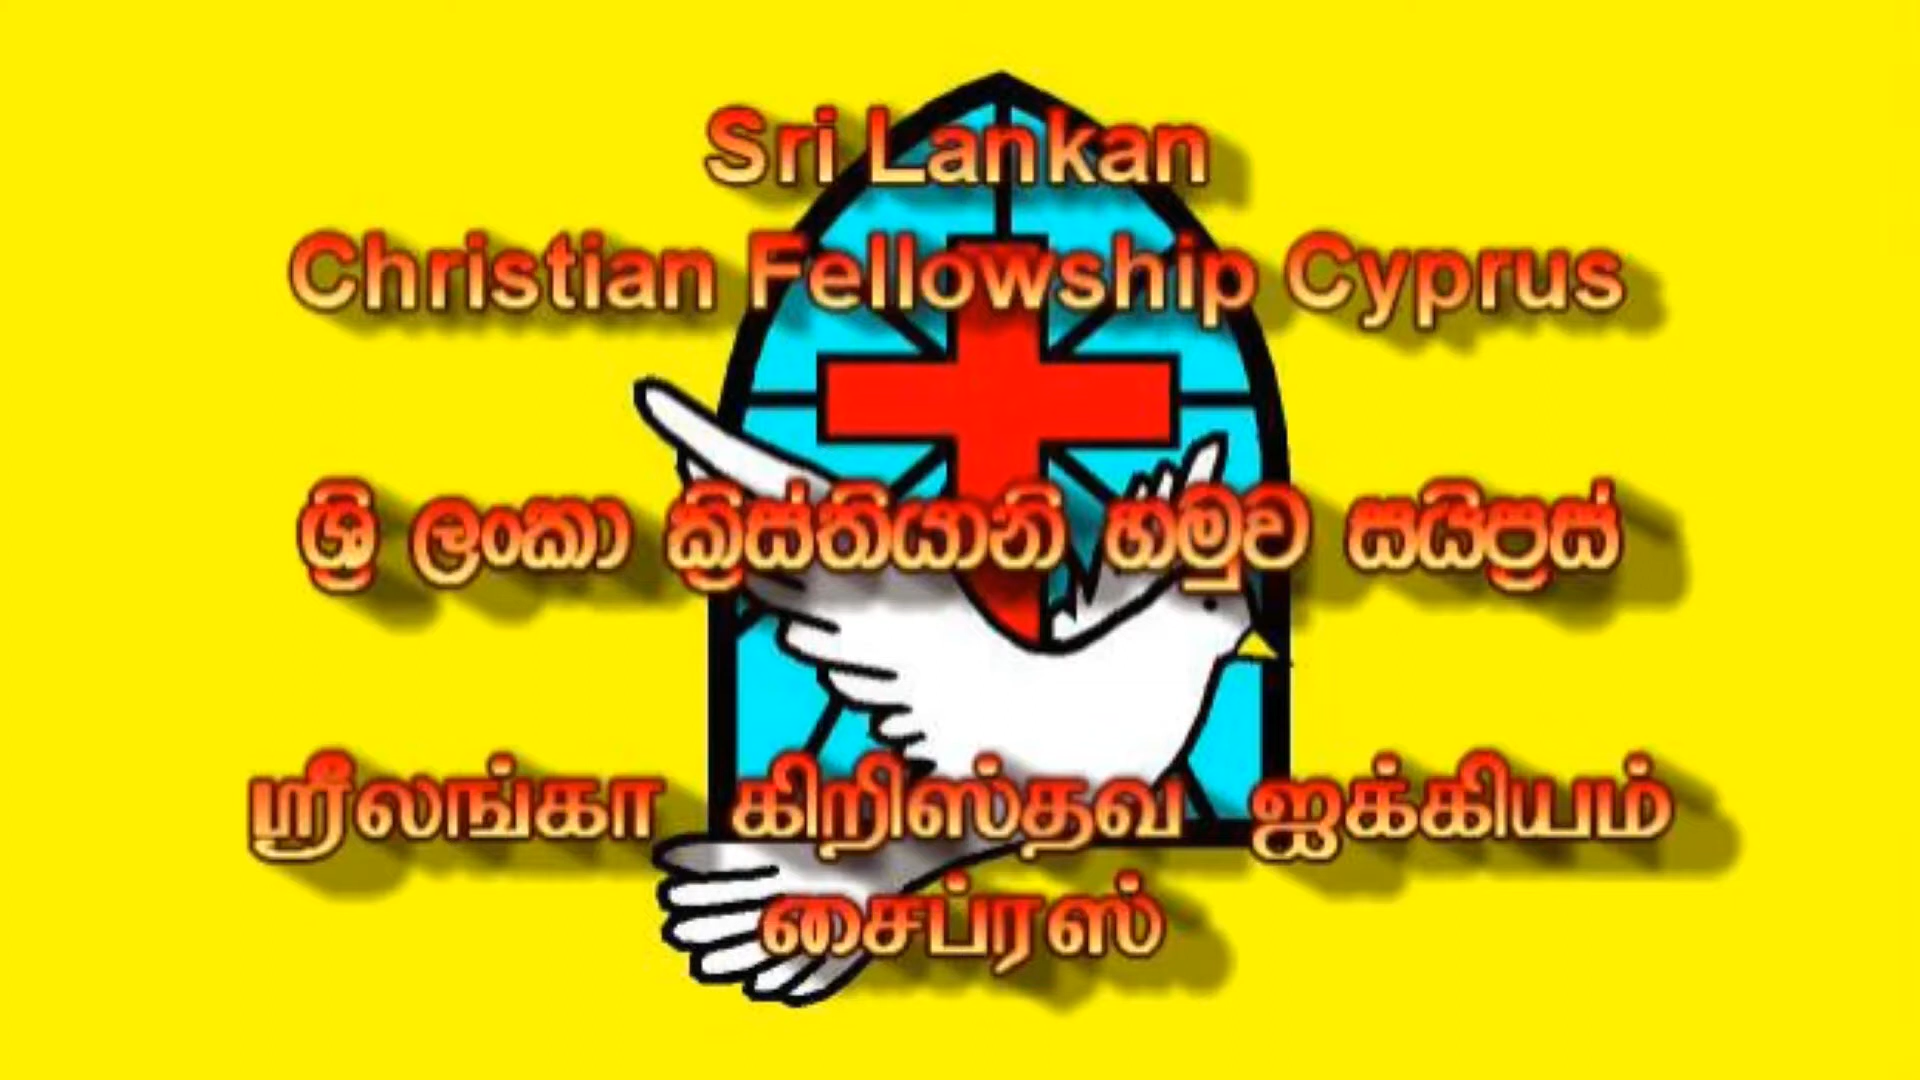 Sri Lankan
Christian Fellowship Cyprus
ශ්‍රී ලංකා ක්‍රිස්තියානි හමුව සයිප්‍රස්
ஸ்ரீலங்கா கிறிஸ்தவ ஐக்கியம்
சைப்ரஸ்